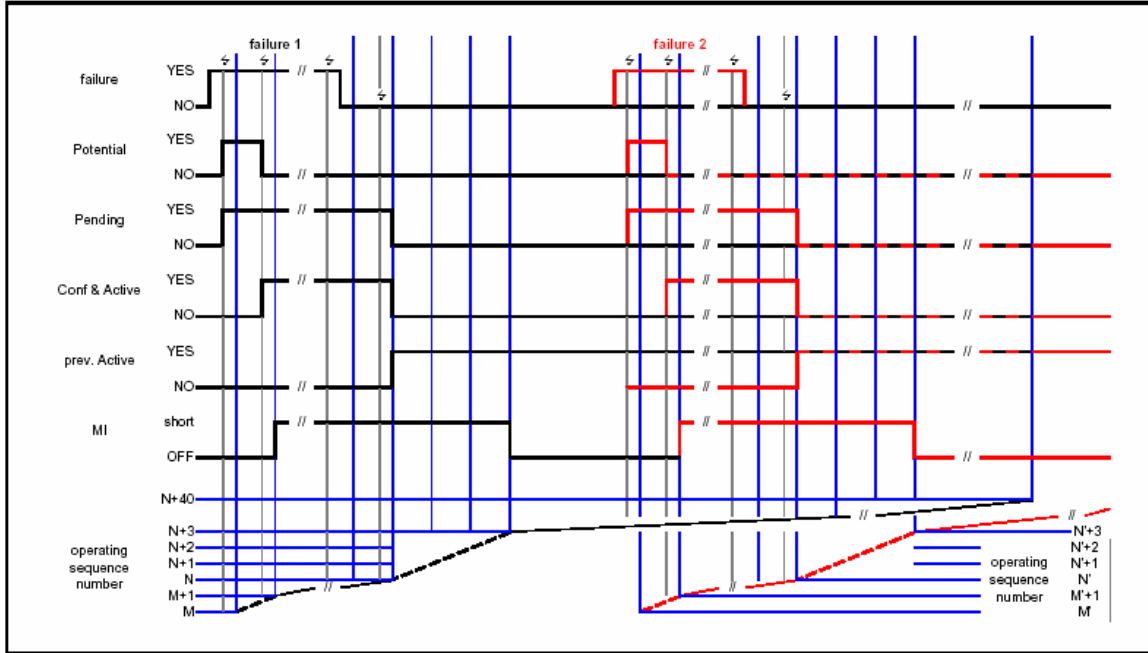 failure 1
failure 2
failure
YES
NO
Potential
YES
NO
Pending
YES
NO
Conf & Active
YES
NO
prev. Active
YES
NO
MI
short
OFF
operating
sequence
number
N+40
N+3
N+2
N+1
N
M+1
M
operating
sequence
number
N'+3
N'+2
N'+1
N'
M'+1
M'